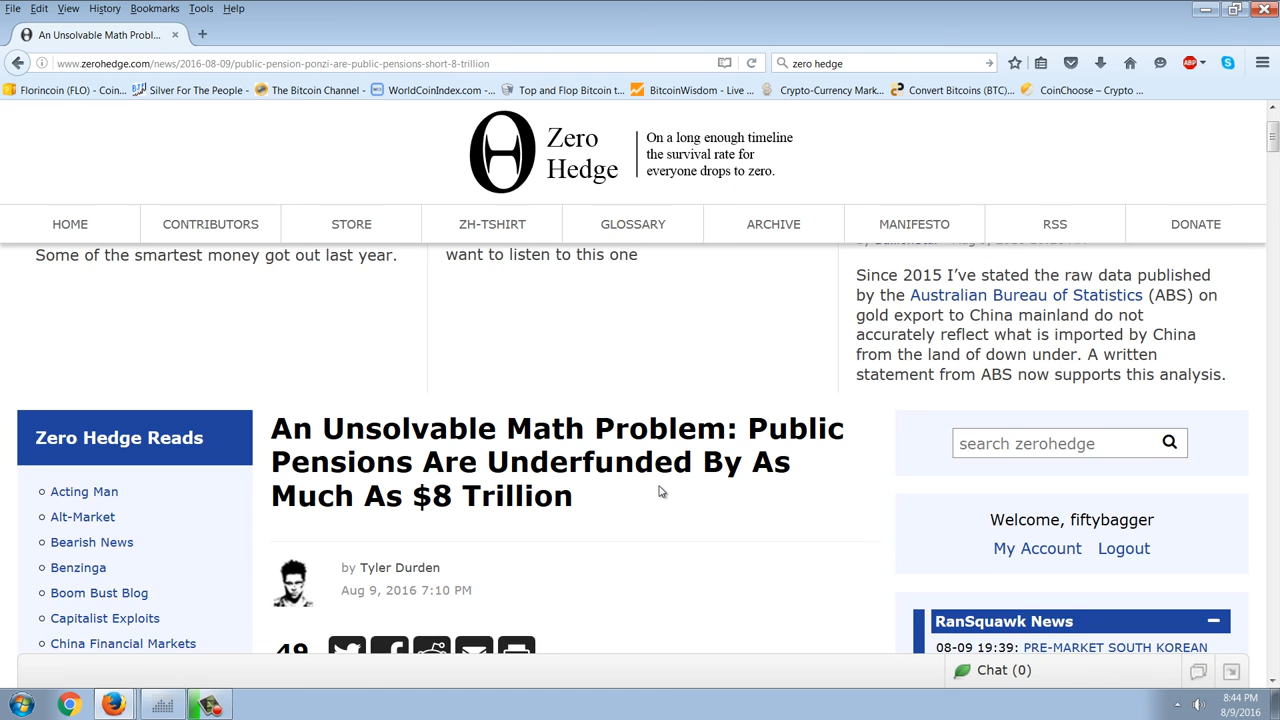 File Edit View History Bookmarks Tools Help
An Unsolvable Math Probl...
www.zerohedge.com/news/2016-08-09/public-pension-ponzi-are-public-pensions-short-8-trillion
zero hedge
ABP
Florincoin (FLO) - Coin...
Silver For The People - ...
The Bitcoin Channel - ...
WorldCoinIndex.com -...
Top and Flop Bitcoin t...
BitcoinWisdom - Live ...
Crypto-Currency Mark...
Convert Bitcoins (BTC)...
CoinChoose – Crypto ...
Zero
Hedge
On a long enough timeline
the survival rate for
everyone drops to zero.
HOME CONTRIBUTORS STORE ZH-TSHIRT GLOSSARY ARCHIVE MANIFESTO RSS DONATE
Some of the smartest money got out last year.
want to listen to this one
Since 2015 I've stated the raw data published
by the Australian Bureau of Statistics (ABS) on
gold export to China mainland do not
accurately reflect what is imported by China
from the land of down under. A written
statement from ABS now supports this analysis.
Zero Hedge Reads
Acting Man
Alt-Market
Bearish News
Benzinga
Boom Bust Blog
Capitalist Exploits
China Financial Markets
An Unsolvable Math Problem: Public
Pensions Are Underfunded By As
Much As $8 Trillion
by Tyler Durden
Aug 9, 2016 7:10 PM
49
search zerohedge
Welcome, fiftybagger
My Account Logout
RanSquawk News
08-09 19:39: PRE-MARKET SOUTH KOREAN
Chat (0)
8:44 PM
8/9/2016